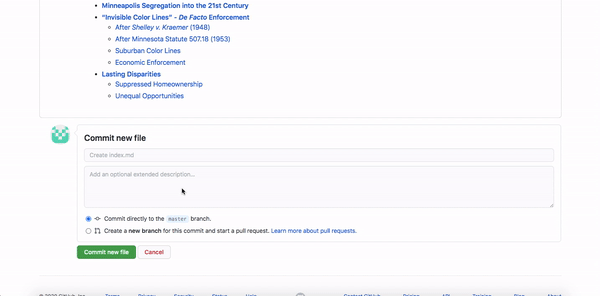 Minneapolis Segregation into the 21st Century
“Invisible Color Lines” - De Facto Enforcement
After Shelley v. Kraemer (1948)
After Minnesota Statute 507.18 (1953)
Suburban Color Lines
Economic Enforcement
Lasting Disparities
Suppressed Homeownership
Unequal Opportunities
Commit new file
Create index.md
Add an optional extended description...
Commit directly to the master branch.
Create a new branch for this commit and start a pull request. Learn more about pull requests.
Commit new file Cancel
© 2020 GitHub, Inc. Terms Privacy Security Status Help Contact GitHub Pricing API Training Blog About